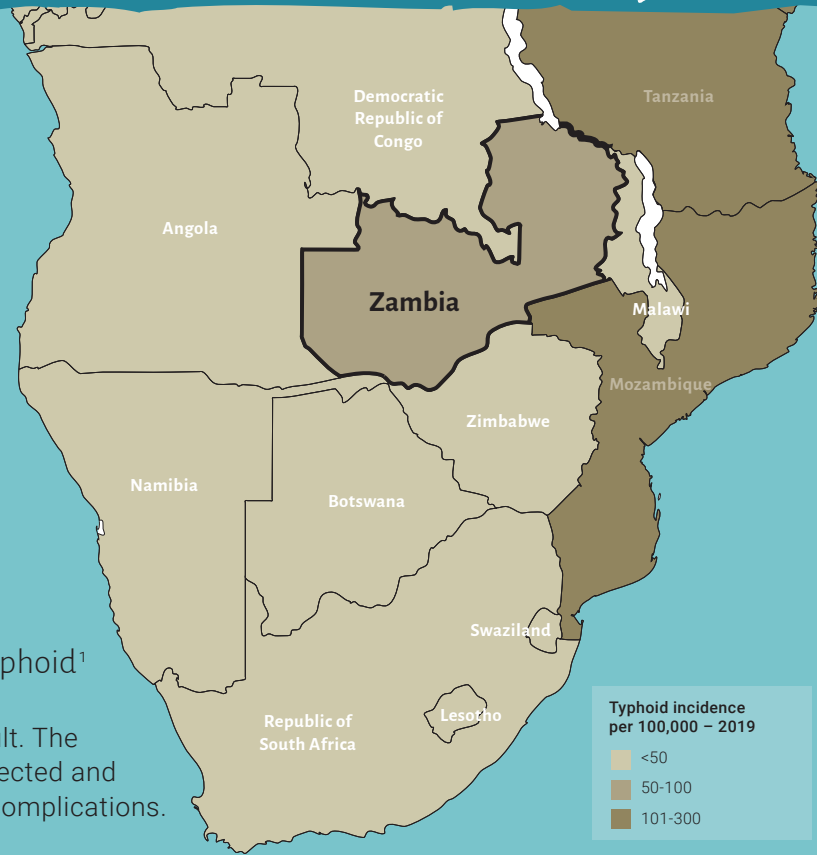 Democratic
Republic of
Congo
Tanzania
Angola
Zambia
Malawi
Mozambique
Zimbabwe
Namibia
Botswana
Swaziland
phoid¹
Lesotho
Republic of
South Africa
lt. The
ected and
omplications.
Typhoid incidence
per 100,000 – 2019
<50
50-100
101-300